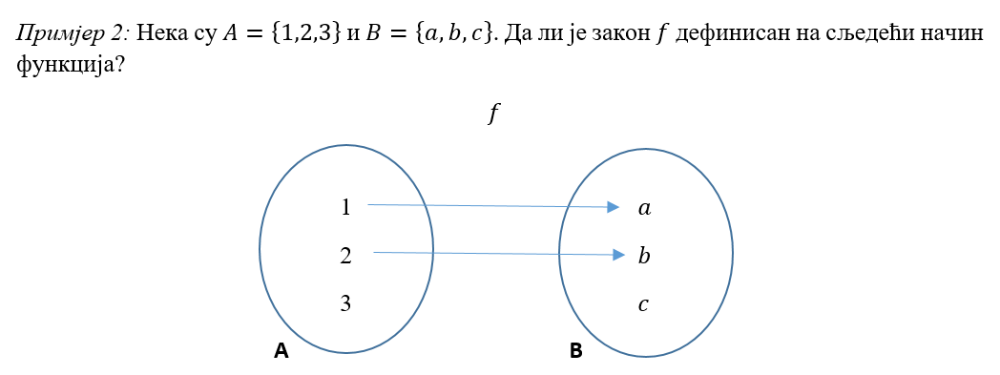 Примјер 2: Нека су A = {1,2,3} и B = {a, b, c}. Да ли је закон f дефинисан на сљедећи начин
функција?
f
1 a
2 b
3 c
A B